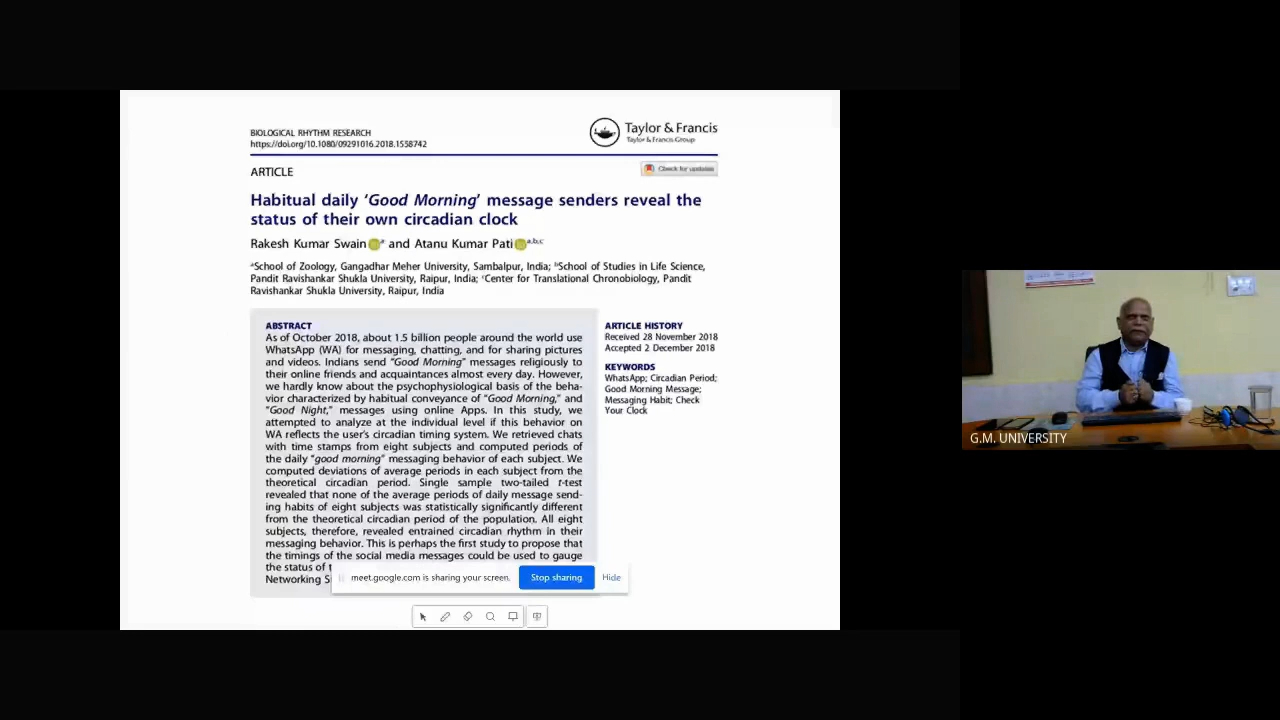 BIOLOGICAL RHYTHM RESEARCH
https://doi.org/10.1080/09291016.2018.1558742
Taylor & Francis
Taylor & Francis Group
Check for updates
ARTICLE
Habitual daily 'Good Morning' message senders reveal the
status of their own circadian clock
Rakesh Kumar Swain a and Atanu Kumar Pati a,b,c
aSchool of Zoology, Gangadhar Meher University, Sambalpur, India; bSchool of Studies in Life Science,
Pandit Ravishankar Shukla University, Raipur, India; cCenter for Translational Chronobiology, Pandit
Ravishankar Shukla University, Raipur, India
ABSTRACT
As of October 2018, about 1.5 billion people around the world use
WhatsApp (WA) for messaging, chatting, and for sharing pictures
and videos. Indians send "Good Morning" messages religiously to
their online friends and acquaintances almost every day. However,
we hardly know about the psychophysiological basis of the beha-
vior characterized by habitual conveyance of "Good Morning," and
"Good Night," messages using online Apps. In this study, we
attempted to analyze at the individual level if this behavior on
WA reflects the user's circadian timing system. We retrieved chats
with time stamps from eight subjects and computed periods of
the daily "good morning" messaging behavior of each subject. We
computed deviations of average periods in each subject from the
theoretical circadian period. Single sample two-tailed t-test
revealed that none of the average periods of daily message send-
ing habits of eight subjects was statistically significantly different
from the theoretical circadian period of the population. All eight
subjects, therefore, revealed entrained circadian rhythm in their
messaging behavior. This is perhaps the first study to propose that
the timings of the social media messages could be used to gauge
the status of t
Networking S
ARTICLE HISTORY
Received 28 November 2018
Accepted 2 December 2018
KEYWORDS
WhatsApp; Circadian Period;
Good Morning Message;
Messaging Habit; Check
Your Clock
meet.google.com is sharing your screen.
Stop sharing
Hide
G.M. UNIVERSITY